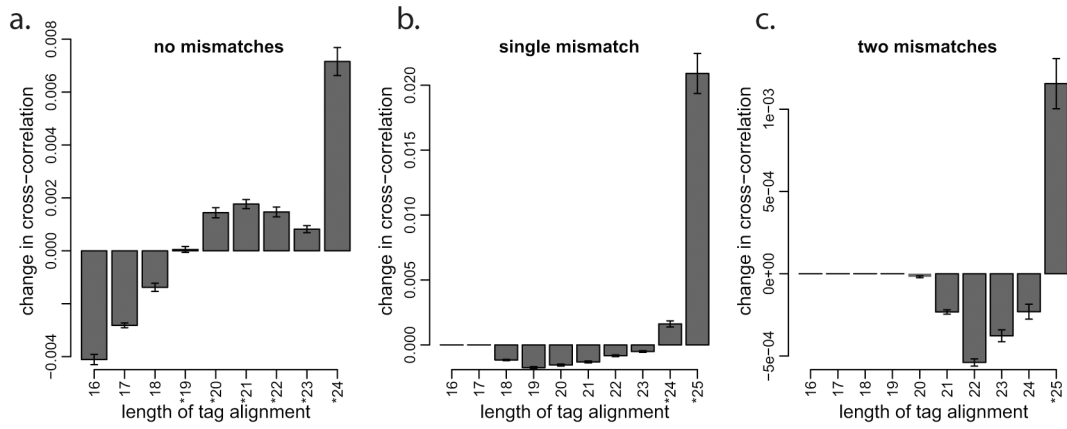 a.
no mismatches
change in cross−correlation
0.008
0.006
0.004
0.002
0.000
−0.004
16 17 18 *19 *20 *21 *22 *23 *24
length of tag alignment
b.
single mismatch
change in cross−correlation
0.020
0.015
0.010
0.005
0.000
16 17 18 19 20 21 22 23 *24 *25
length of tag alignment
c.
two mismatches
change in cross−correlation
1e−03
5e−04
0e+00
−5e−04
16 17 18 19 20 21 22 23 24 *25
length of tag alignment